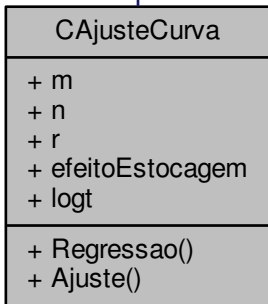 CAjusteCurva
+ m
+ n
+ r
+ efeitoEstocagem
+ logt
+ Regressao()
+ Ajuste()